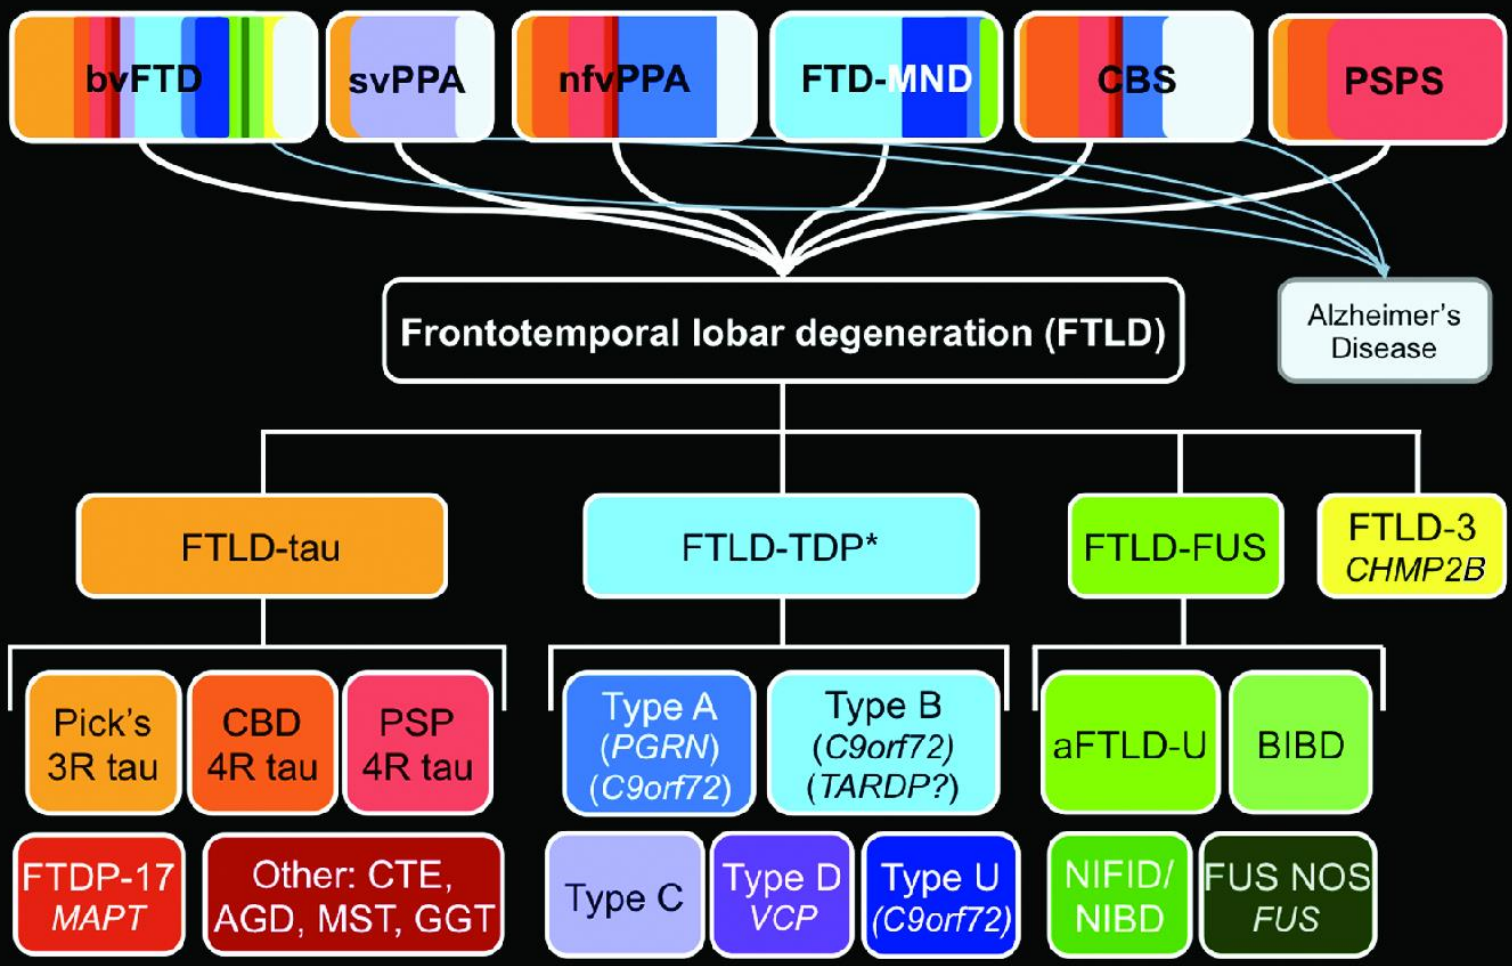 bvFTD
svPPA
nfvPPA
FTD-MND
CBS
PSPS
Frontotemporal lobar degeneration (FTLD)
Alzheimer's
Disease
FTLD-tau
FTLD-TDP*
FTLD-FUS
FTLD-3
CHMP2B
Pick's
3R tau
CBD
4R tau
PSP
4R tau
Type A
(PGRN)
(C9orf72)
Type B
(C9orf72)
(TARDP?)
aFTLD-U
BIBD
FTDP-17
MAPT
Other: CTE,
AGD, MST, GGT
Type C
Type D
VCP
Type U
(C9orf72)
NIFID/
NIBD
FUS NOS
FUS